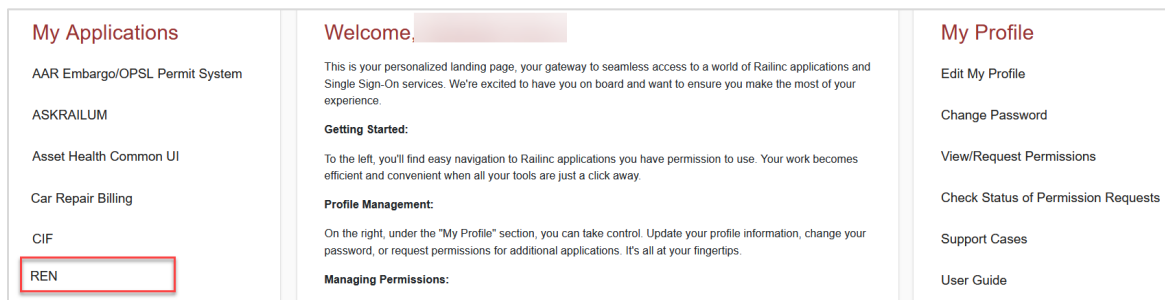 My Applications
AAR Embargo/OPSL Permit System
ASKRAILUM
Asset Health Common UI
Car Repair Billing
CIF
REN
Welcome,
This is your personalized landing page, your gateway to seamless access to a world of Railinc applications and
Single Sign-On services. We're excited to have you on board and want to ensure you make the most of your
experience.
Getting Started:
To the left, you'll find easy navigation to Railinc applications you have permission to use. Your work becomes
efficient and convenient when all your tools are just a click away.
Profile Management:
On the right, under the "My Profile" section, you can take control. Update your profile information, change your
password, or request permissions for additional applications. It's all at your fingertips.
Managing Permissions:
My Profile
Edit My Profile
Change Password
View/Request Permissions
Check Status of Permission Requests
Support Cases
User Guide